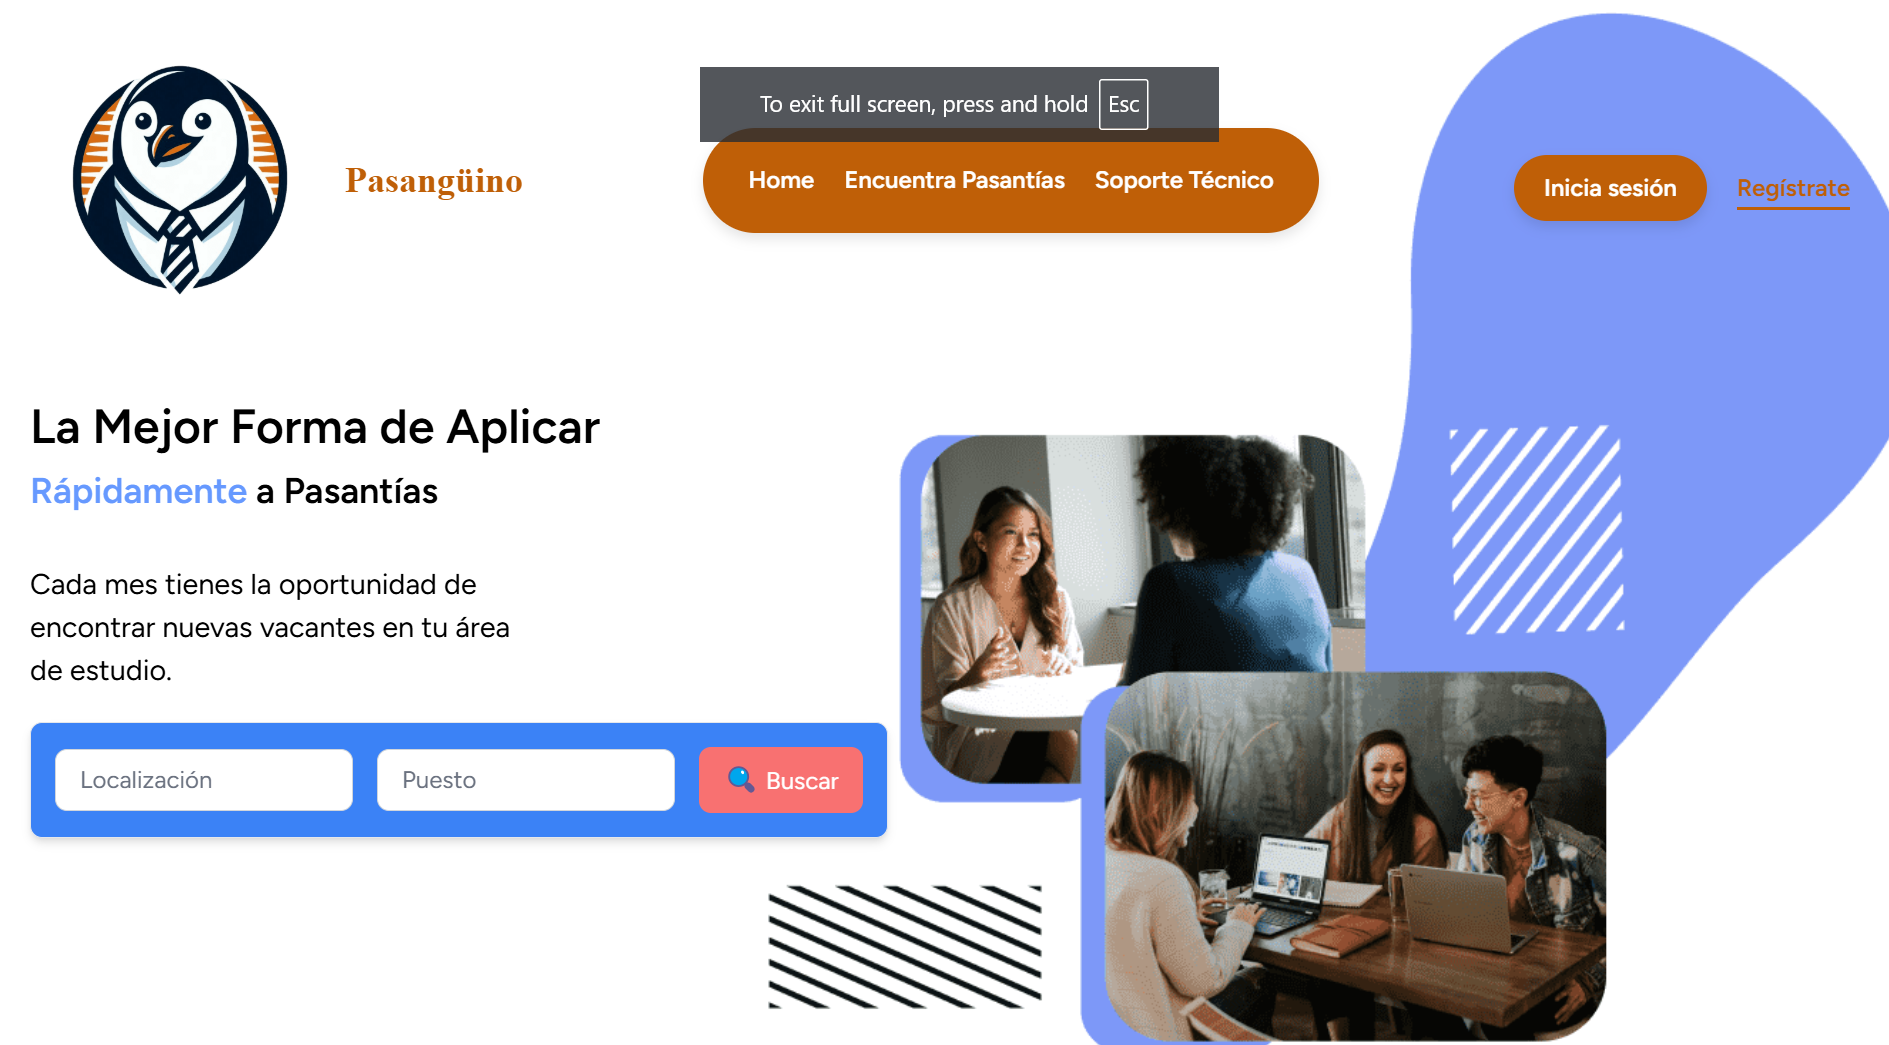 To exit full screen, press and hold Esc
Pasangüino
Home Encuentra Pasantías Soporte Técnico
Inicia sesión Regístrate
La Mejor Forma de Aplicar
Rápidamente a Pasantías
Cada mes tienes la oportunidad de
encontrar nuevas vacantes en tu área
de estudio.
Localización Puesto Buscar